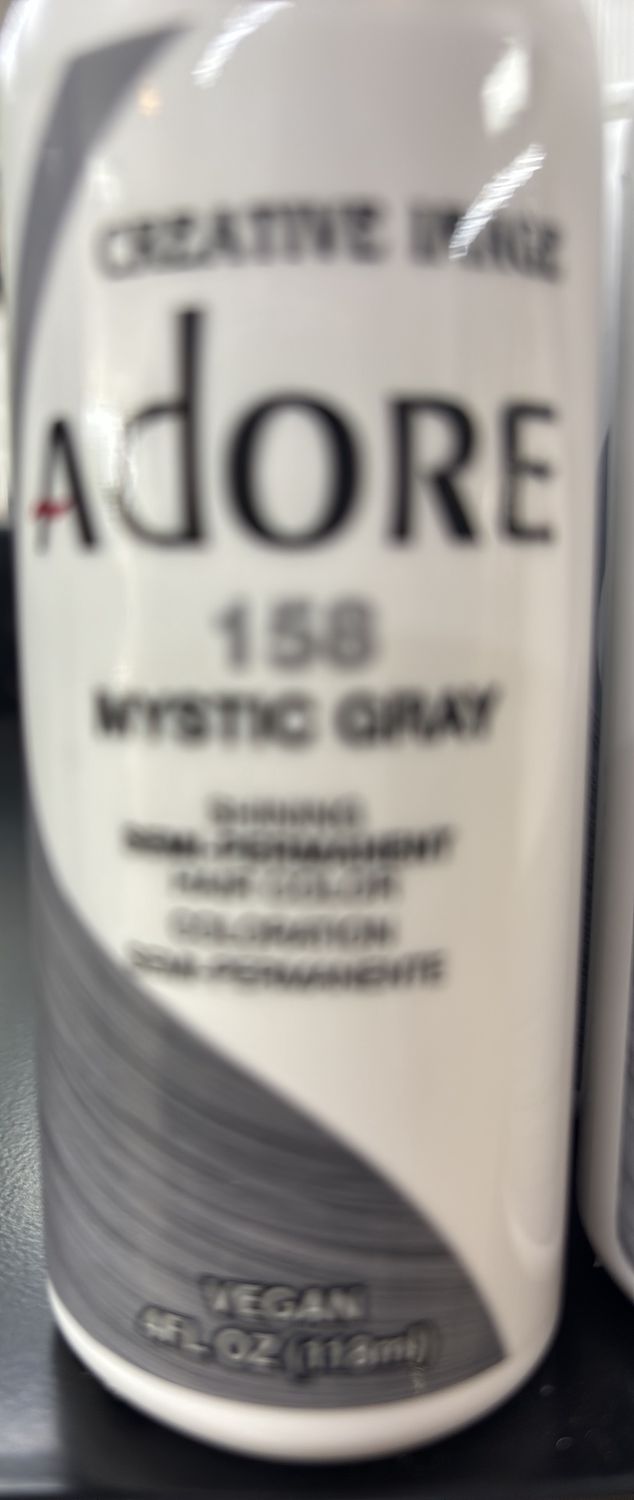 CREATIVE IMAGE
AdORE
158
MYSTIC GRAY
SHINING
SEMI-PERMANENT
HAIR COLOR
COLORATION
SEMI-PERMANENTE
VEGAN
4FL OZ (118ml)